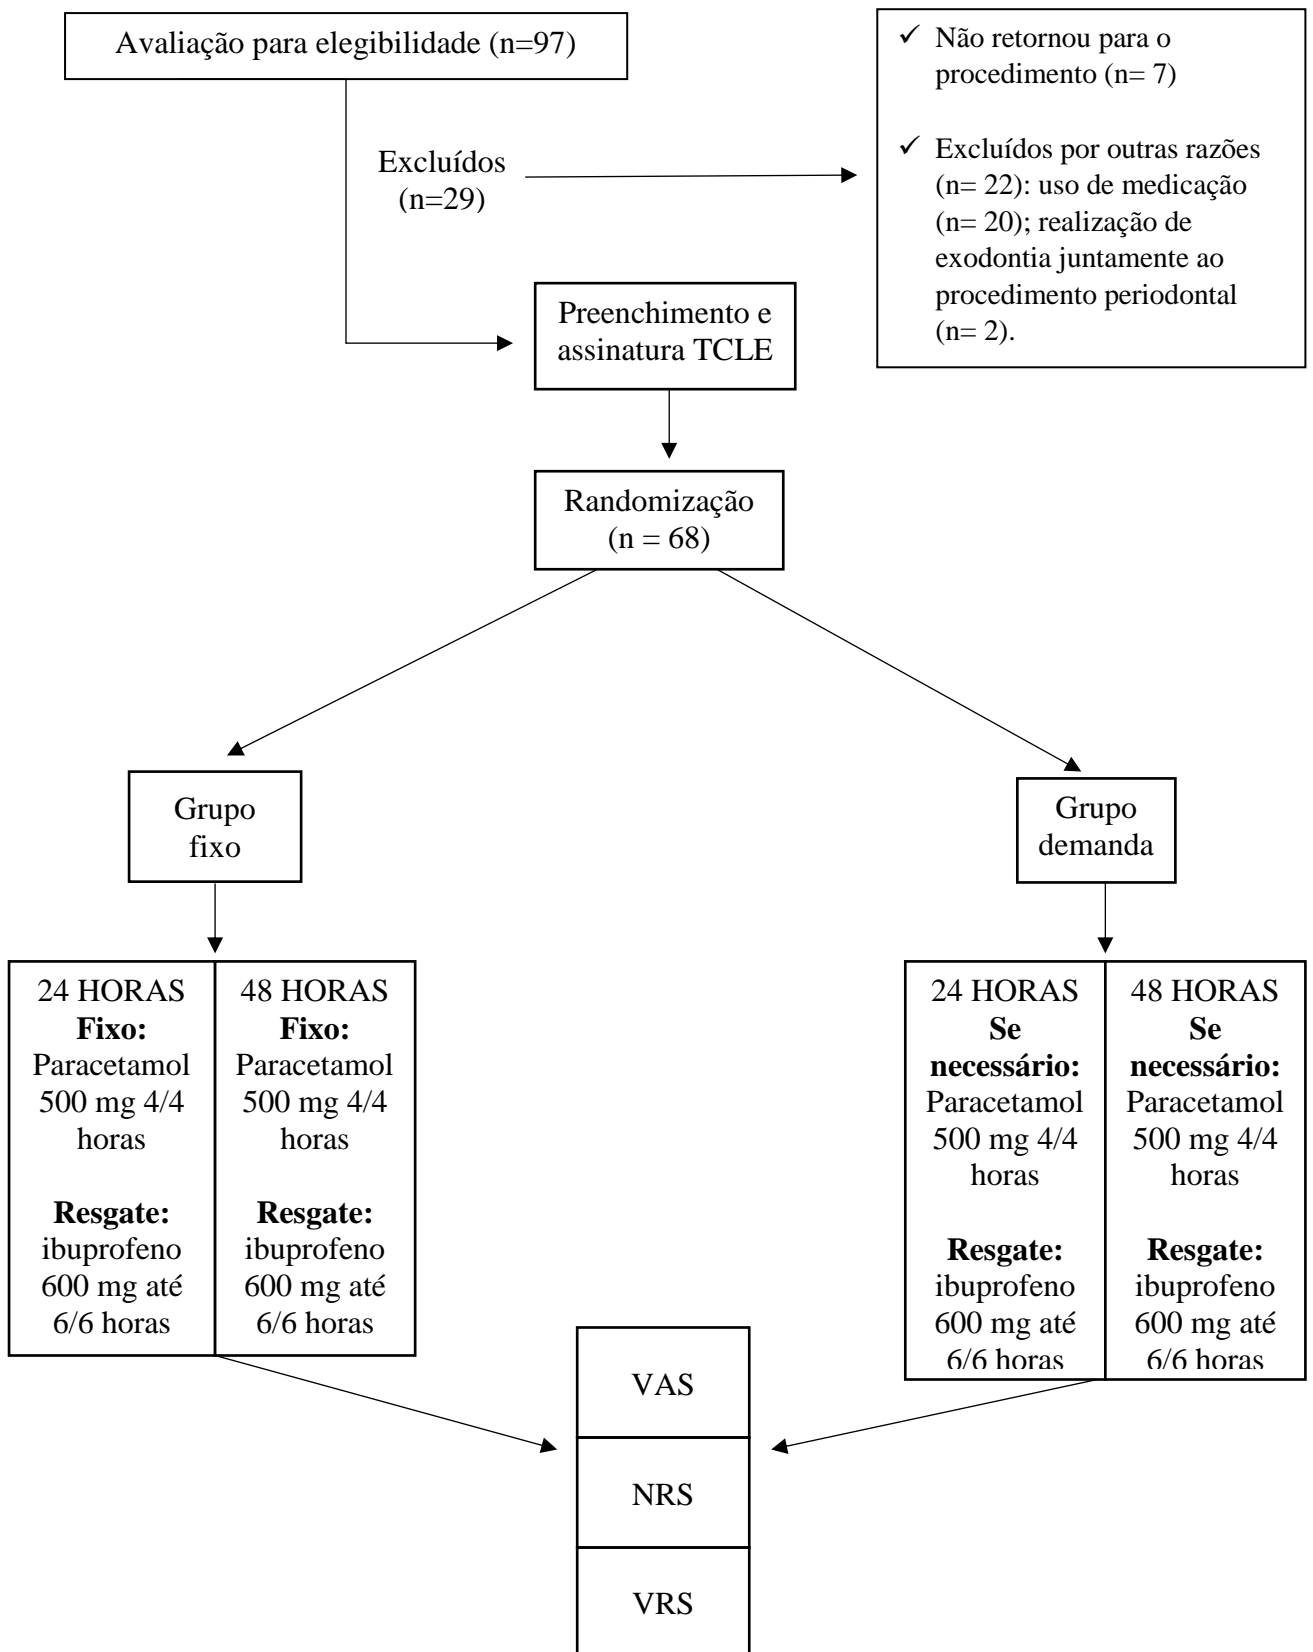 Avaliação para elegibilidade (n=97)
✓ Não retornou para o
procedimento (n= 7)
✓ Excluídos por outras razões
(n= 22): uso de medicação
(n= 20); realização de
exodontia juntamente ao
procedimento periodontal
(n= 2).
Excluídos
(n=29)
Preenchimento e
assinatura TCLE
Randomização
(n = 68)
Grupo
fixo
Grupo
demanda
24 HORAS
Fixo:
Paracetamol
500 mg 4/4
horas
Resgate:
ibuprofeno
600 mg até
6/6 horas
48 HORAS
Fixo:
Paracetamol
500 mg 4/4
horas
Resgate:
ibuprofeno
600 mg até
6/6 horas
24 HORAS
Se
necessário:
Paracetamol
500 mg 4/4
horas
Resgate:
ibuprofeno
600 mg até
6/6 horas
48 HORAS
Se
necessário:
Paracetamol
500 mg 4/4
horas
Resgate:
ibuprofeno
600 mg até
6/6 horas
VAS
NRS
VRS